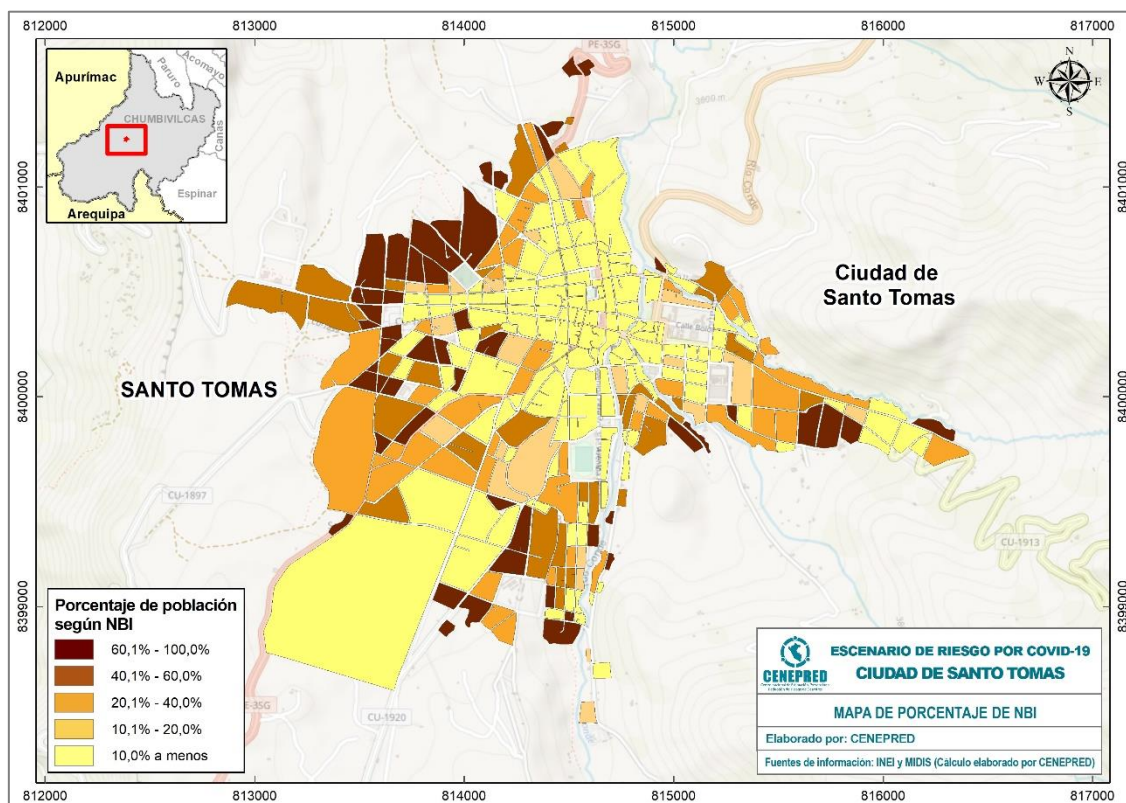 812000 813000 814000 815000 816000 817000
Apurímac
Paruro
Acomayo
CHUMBIVILCAS
Canas
Espinar
Arequipa
PE-3SG
3800 m
N
W E
S
8401000 8401000
Ciudad de
Santo Tomas
SANTO TOMAS
8400000 8400000
CU-1897
CU-1913
8399000 8399000
PE-3SG
CU-1920
Porcentaje de población
según NBI
60,1% - 100,0%
40,1% - 60,0%
20,1% - 40,0%
10,1% - 20,0%
10,0% a menos
CENEPRED
ESCENARIO DE RIESGO POR COVID-19
CIUDAD DE SANTO TOMAS
MAPA DE PORCENTAJE DE NBI
Elaborado por: CENEPRED
Fuentes de información: INEI y MIDIS (Cálculo elaborado por CENEPRED)
812000 813000 814000 815000 816000 817000